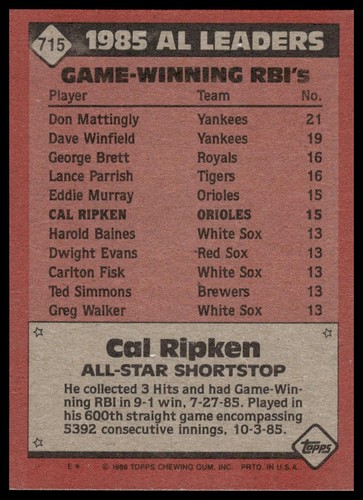 715
1985 AL LEADERS
GAME-WINNING RBI's
Player Team No.
Don Mattingly Yankees 21
Dave Winfield Yankees 19
George Brett Royals 16
Lance Parrish Tigers 16
Eddie Murray Orioles 15
CAL RIPKEN ORIOLES 15
Harold Baines White Sox 13
Dwight Evans Red Sox 13
Carlton Fisk White Sox 13
Ted Simmons Brewers 13
Greg Walker White Sox 13
Cal Ripken
ALL-STAR SHORTSTOP
He collected 3 Hits and had Game-Win-
ning RBI in 9-1 win, 7-27-85. Played in
his 600th straight game encompassing
5392 consecutive innings, 10-3-85.
topps
E* © 1986 TOPPS CHEWING GUM, INC. PRTD. IN U.S.A.